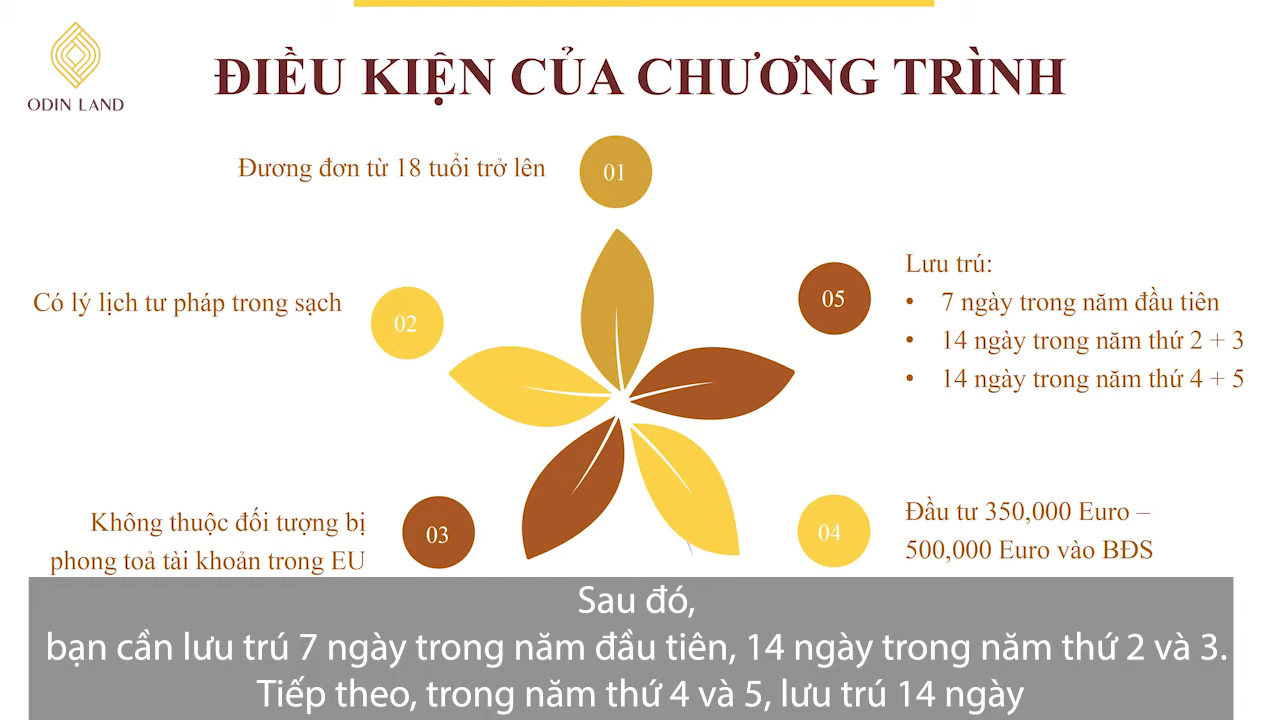 ODIN LAND
ĐIỀU KIỆN CỦA CHƯƠNG TRÌNH
Đương đơn từ 18 tuổi trở lên
01
Có lý lịch tư pháp trong sạch
02
Không thuộc đối tượng bị
phong toả tài khoản trong EU
03
04
Đầu tư 350,000 Euro –
500,000 Euro vào BĐS
05
Lưu trú:
• 7 ngày trong năm đầu tiên
• 14 ngày trong năm thứ 2 + 3
• 14 ngày trong năm thứ 4 + 5
Sau đó,
bạn cần lưu trú 7 ngày trong năm đầu tiên, 14 ngày trong năm thứ 2 và 3.
Tiếp theo, trong năm thứ 4 và 5, lưu trú 14 ngày